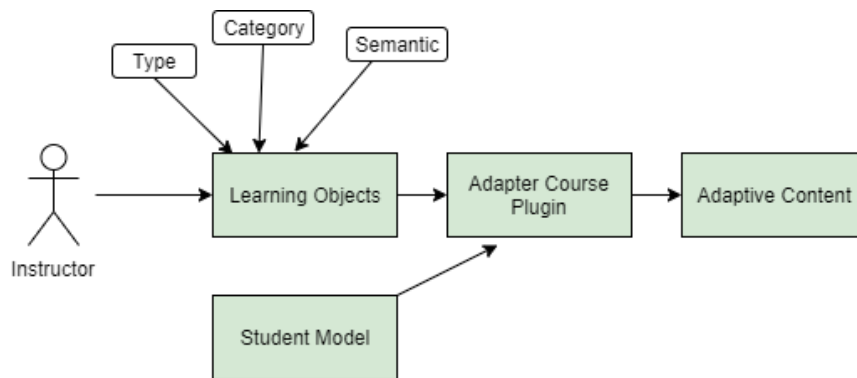 Category
Semantic
Type
Learning Objects
Adapter Course
Plugin
Adaptive Content
Instructor
Student Model